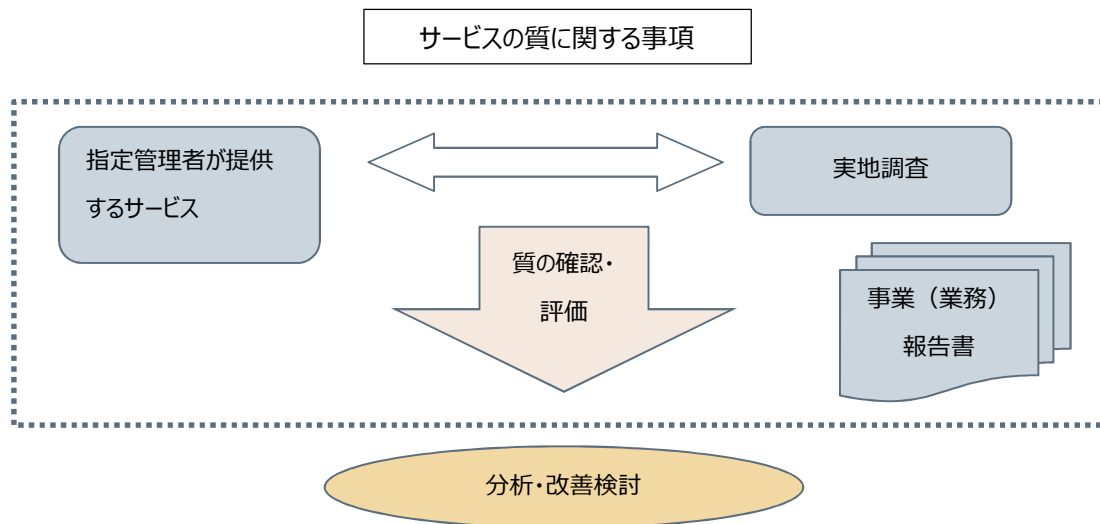 サービスの質に関する事項
指定管理者が提供
するサービス
実地調査
質の確認・
評価
事業（業務）
報告書
分析・改善検討